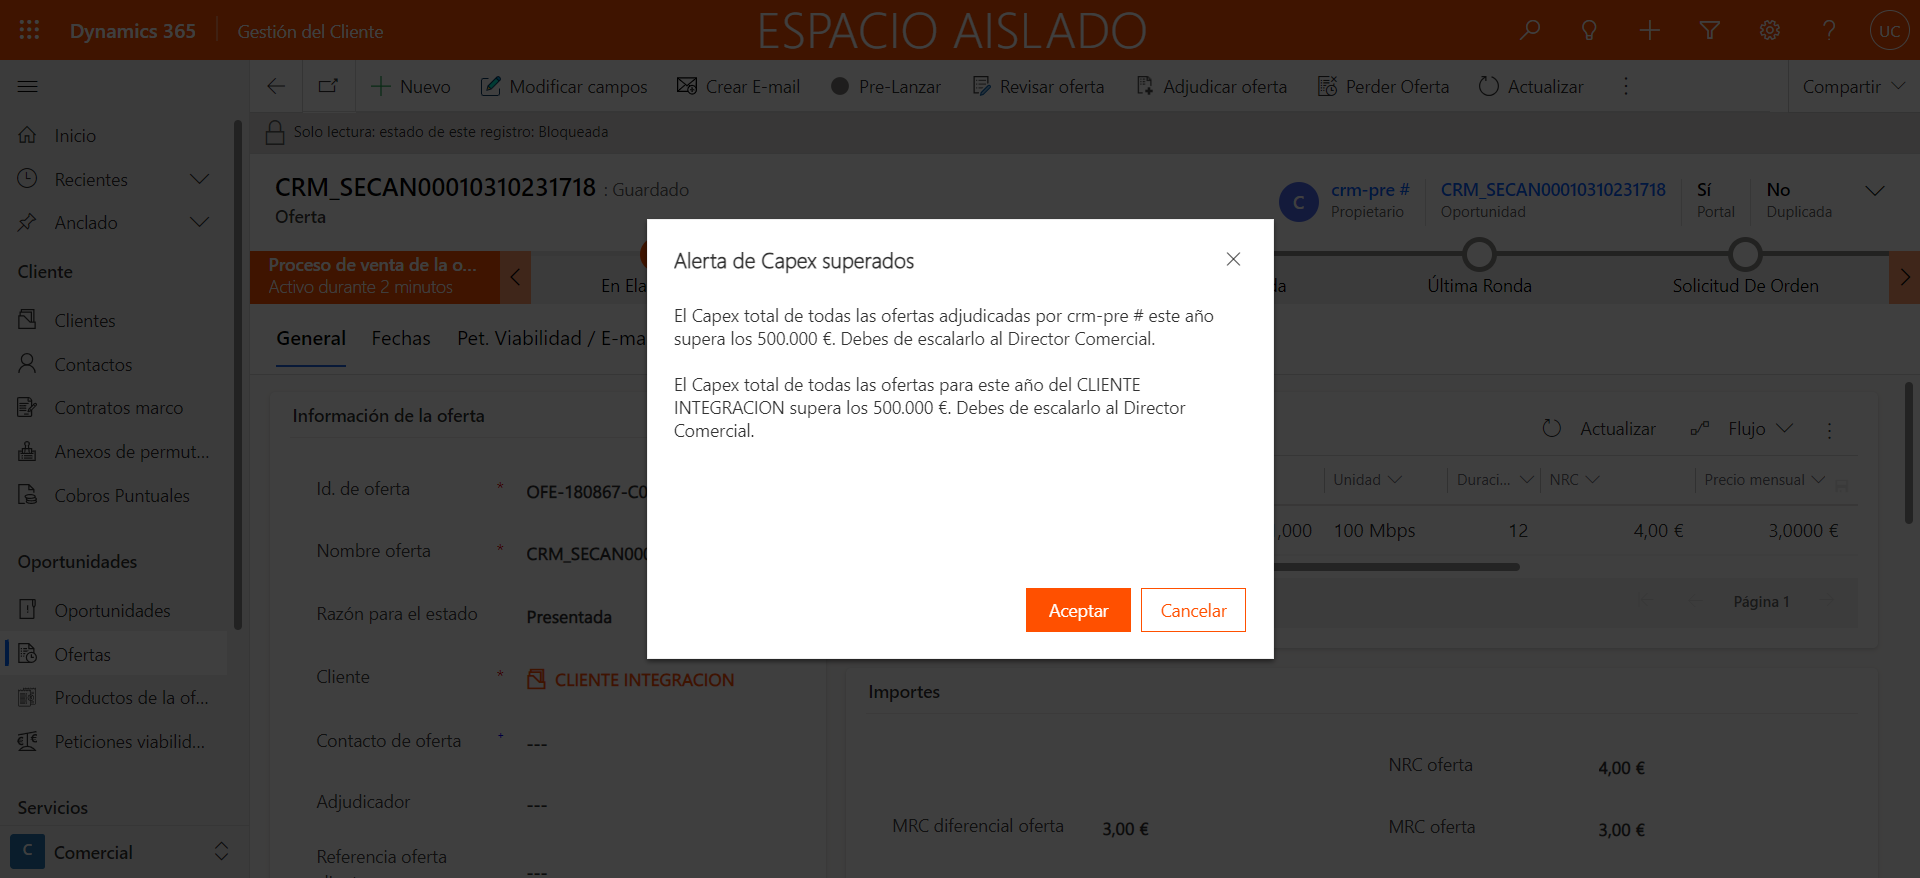 Dynamics 365
Gestión del Cliente
ESPACIO AISLADO
UC
Nuevo
Modificar campos
Crear E-mail
Pre-Lanzar
Revisar oferta
Adjudicar oferta
Perder Oferta
Actualizar
Compartir
Solo lectura: estado de este registro: Bloqueada
Inicio
Recientes
Anclado
Cliente
Clientes
Contactos
Contratos marco
Anexos de permut...
Cobros Puntuales
Oportunidades
Oportunidades
Ofertas
Productos de la of...
Peticiones viabilid...
Servicios
C
Comercial
CRM_SECAN00010310231718 : Guardado
Oferta
C
crm-pre #
Propietario
CRM_SECAN00010310231718
Oportunidad
Sí
Portal
No
Duplicada
Proceso de venta de la o...
Activo durante 2 minutos
En Ela
da
Última Ronda
Solicitud De Orden
General
Fechas
Pet. Viabilidad / E-ma
Información de la oferta
Id. de oferta *
OFE-180867-C0
Nombre oferta *
CRM_SECAN000
Razón para el estado
Presentada
Cliente *
CLIENTE INTEGRACION
Contacto de oferta +
---
Adjudicador
---
Referencia oferta
---
Alerta de Capex superados
El Capex total de todas las ofertas adjudicadas por crm-pre # este año
supera los 500.000 €. Debes de escalarlo al Director Comercial.
El Capex total de todas las ofertas para este año del CLIENTE
INTEGRACION supera los 500.000 €. Debes de escalarlo al Director
Comercial.
Aceptar
Cancelar
Actualizar
Flujo
Unidad
Duraci...
NRC
Precio mensual
,000
100 Mbps
12
4,00 €
3,0000 €
Página 1
Importes
NRC oferta
4,00 €
MRC diferencial oferta
3,00 €
MRC oferta
3,00 €